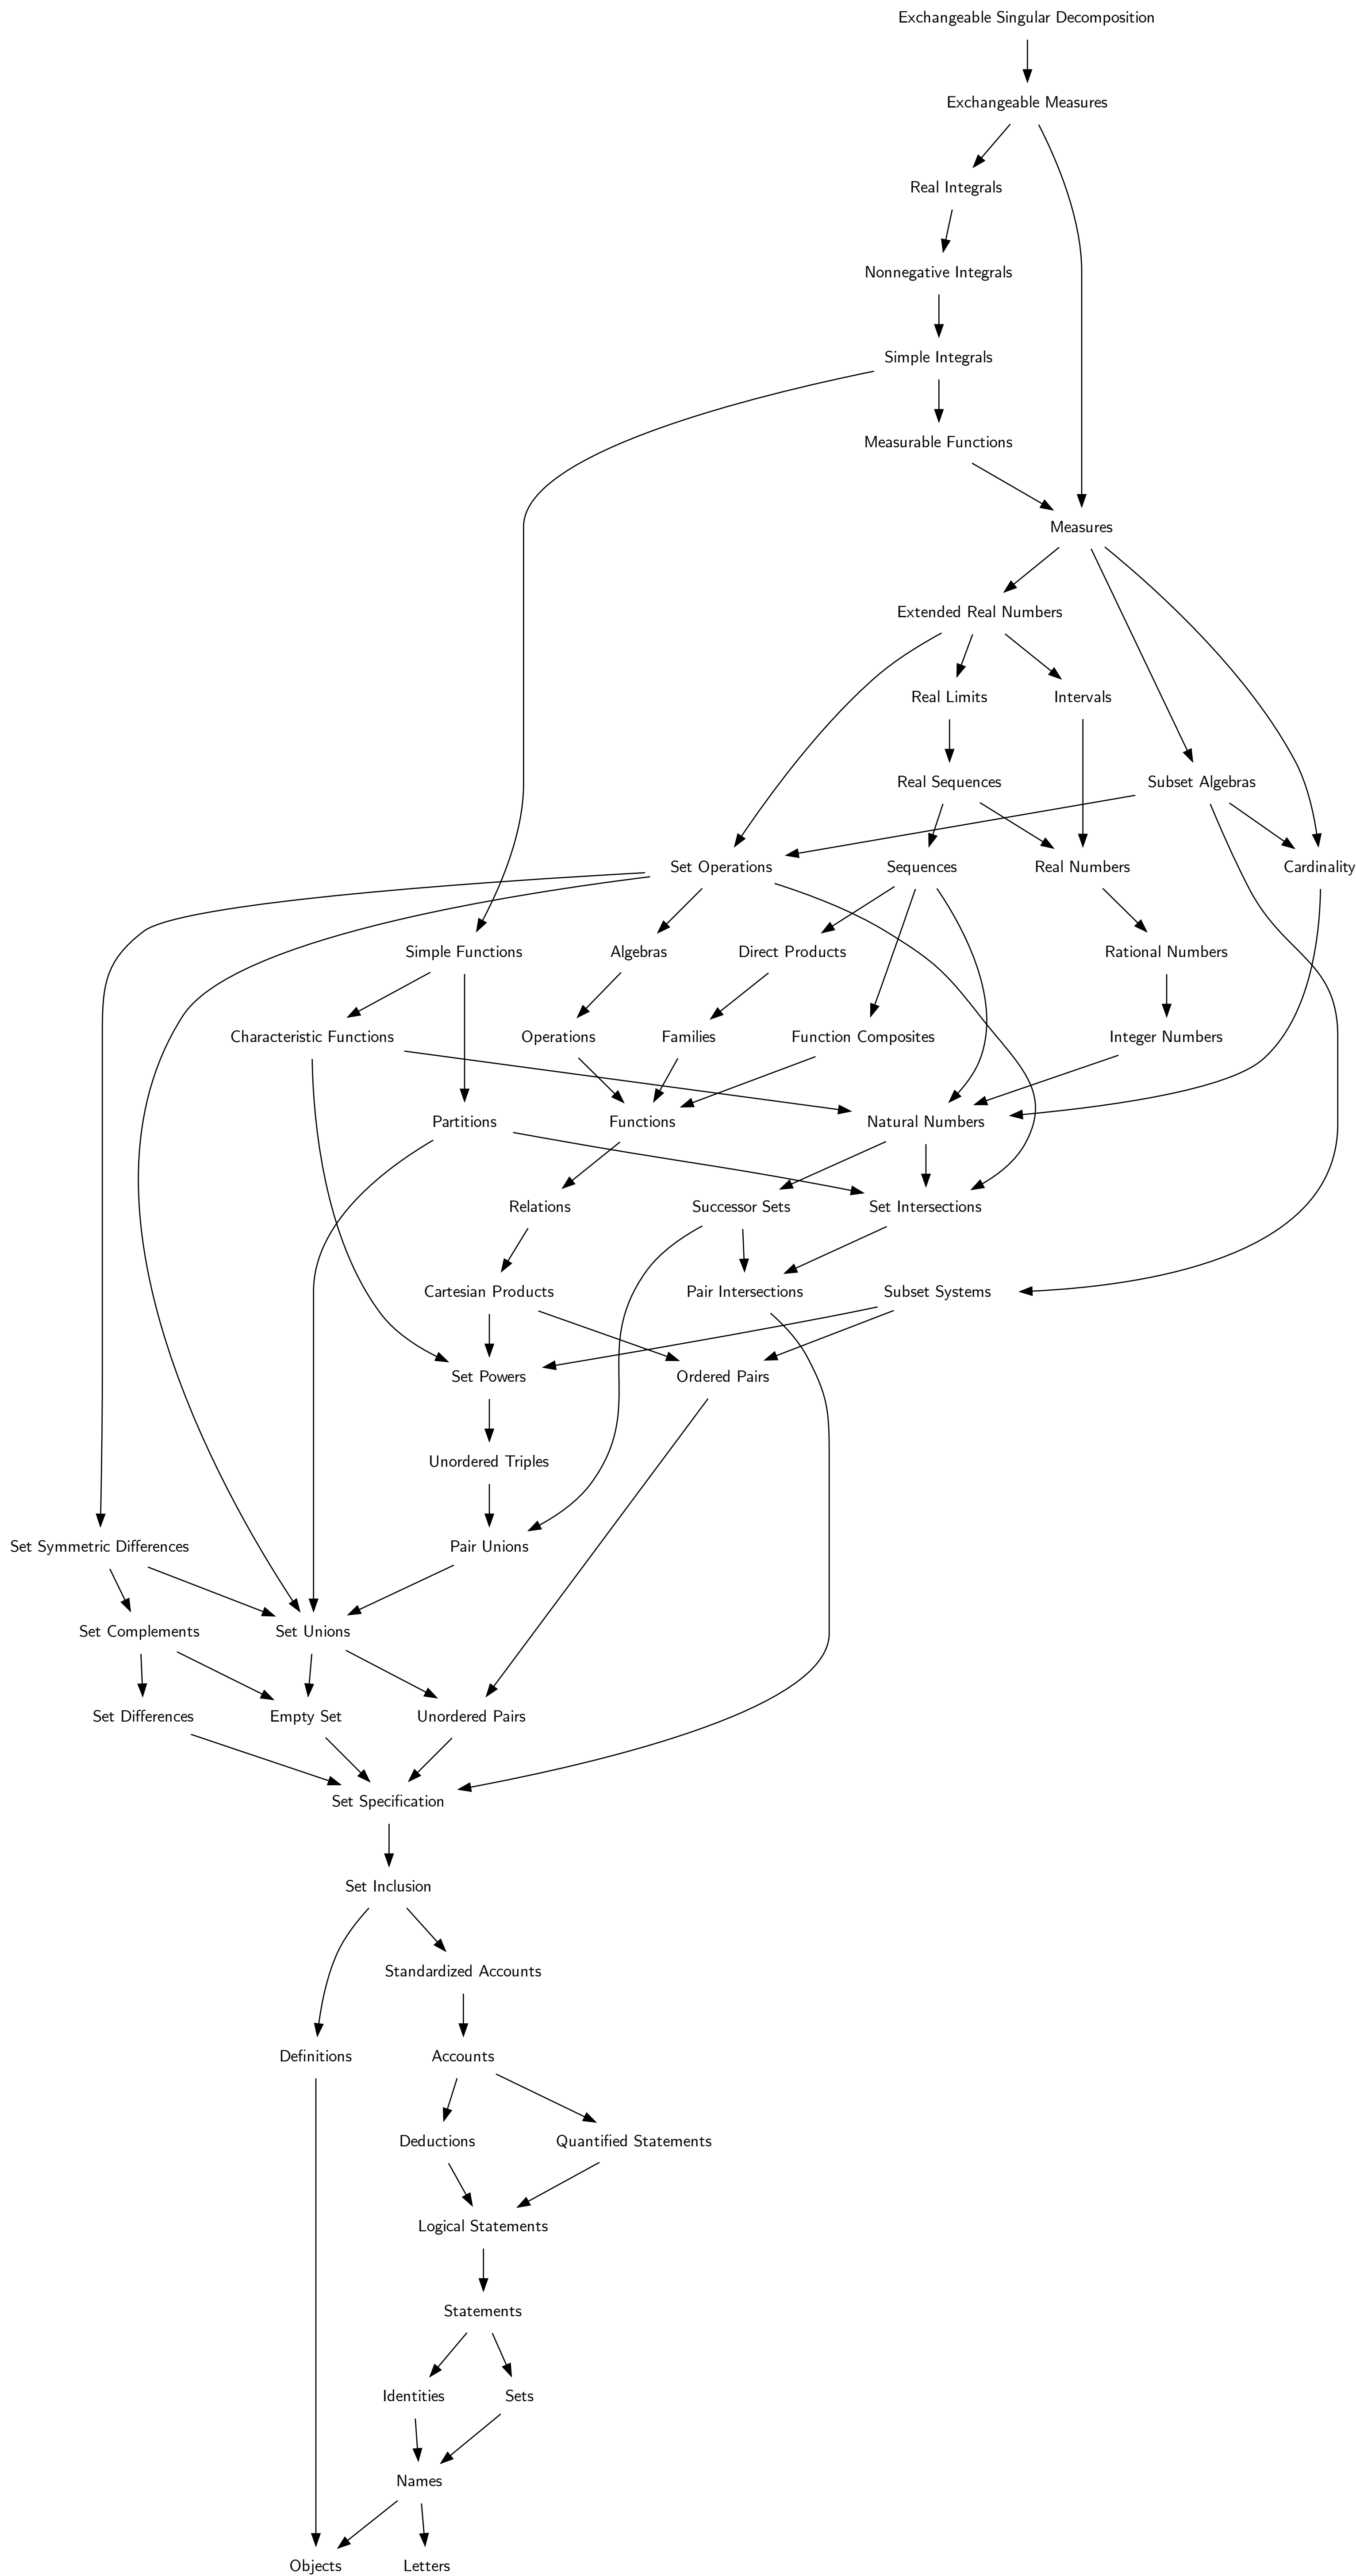 Exchangeable Singular Decomposition
Exchangeable Measures
Real Integrals
Nonnegative Integrals
Simple Integrals
Measurable Functions
Measures
Extended Real Numbers
Real Limits
Intervals
Real Sequences
Subset Algebras
Set Operations
Sequences
Real Numbers
Cardinality
Simple Functions
Algebras
Direct Products
Rational Numbers
Characteristic Functions
Operations
Families
Function Composites
Integer Numbers
Partitions
Functions
Natural Numbers
Relations
Successor Sets
Set Intersections
Cartesian Products
Pair Intersections
Subset Systems
Set Powers
Ordered Pairs
Unordered Triples
Set Symmetric Differences
Pair Unions
Set Complements
Set Unions
Set Differences
Empty Set
Unordered Pairs
Set Specification
Set Inclusion
Standardized Accounts
Definitions
Accounts
Deductions
Quantified Statements
Logical Statements
Statements
Identities
Sets
Names
Objects
Letters